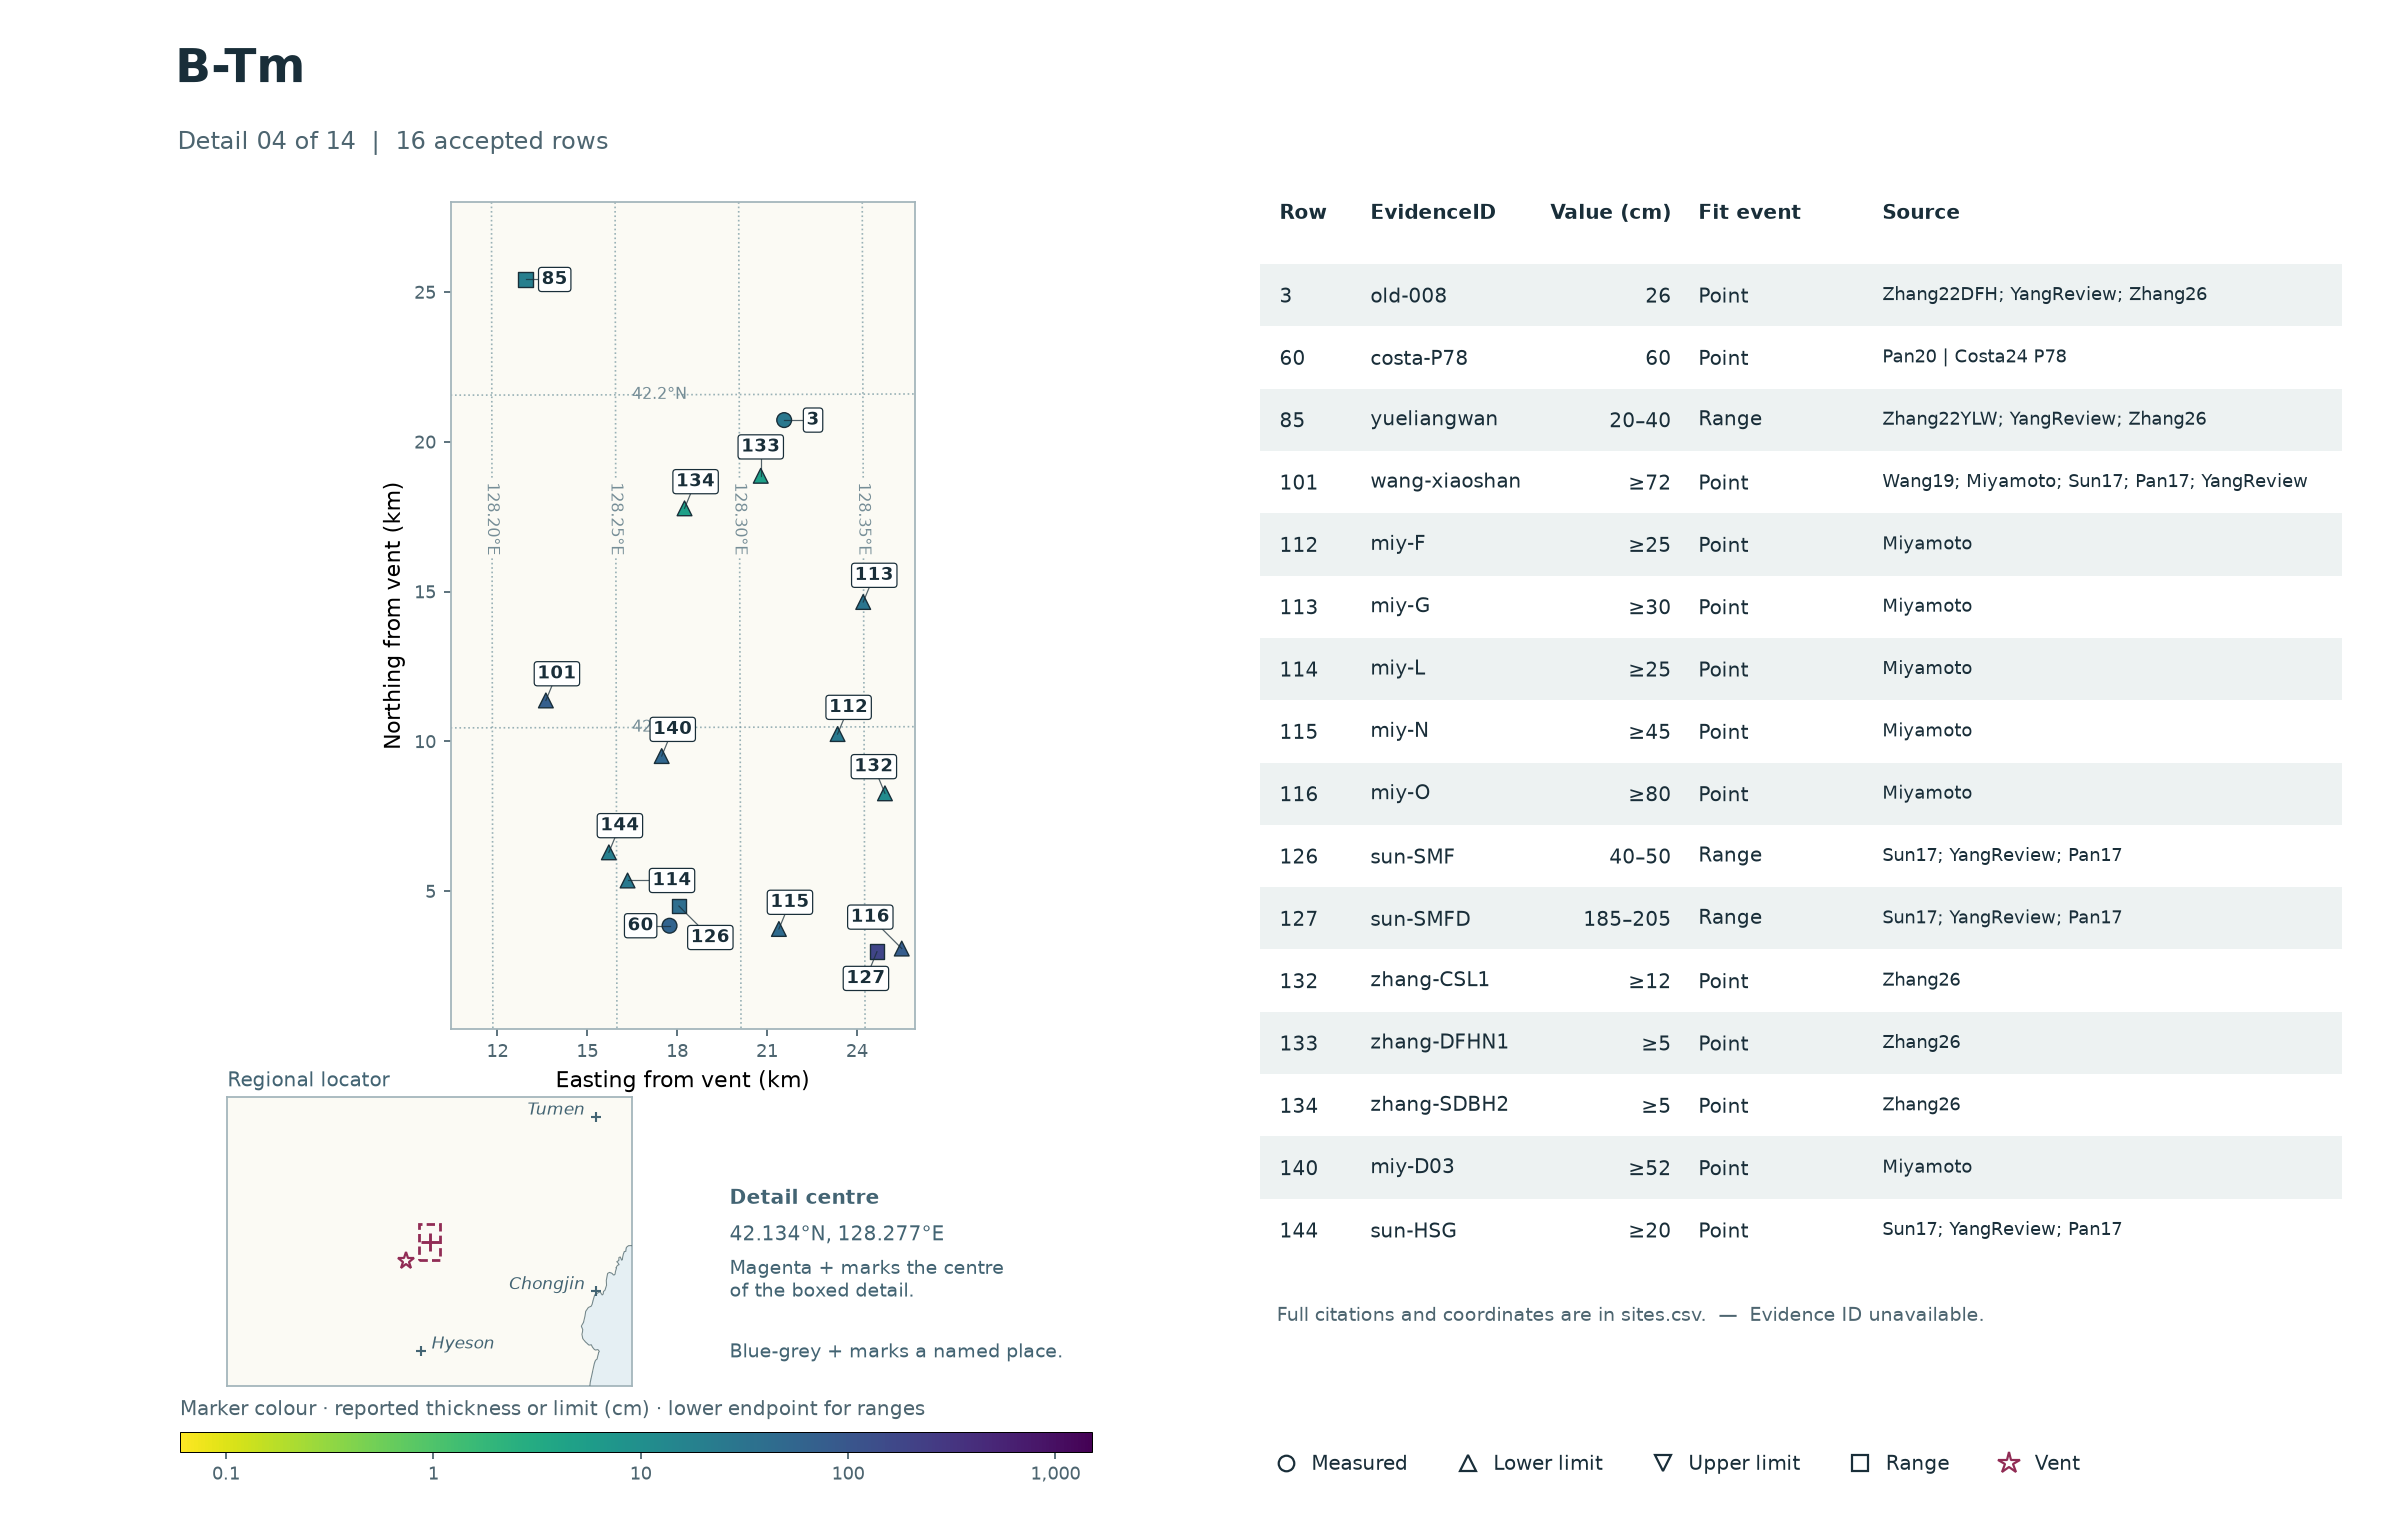 B-Tm
Detail 04 of 14 | 16 accepted rows
Northing from vent (km)
25
20
15
10
5
12 15 18 21 24
Easting from vent (km)
128.20°E
128.25°E
128.30°E
128.35°E
42.2°N
42
85
3
133
134
113
101
140
112
132
144
114
60
126
115
116
127
Regional locator
Tumen
Chongjin
Hyeson
Detail centre
42.134°N, 128.277°E
Magenta + marks the centre
of the boxed detail.
Blue-grey + marks a named place.
Marker colour · reported thickness or limit (cm) · lower endpoint for ranges
0.1 1 10 100 1,000
Row EvidenceID Value (cm) Fit event Source
3 old-008 26 Point Zhang22DFH; YangReview; Zhang26
60 costa-P78 60 Point Pan20 | Costa24 P78
85 yueliangwan 20–40 Range Zhang22YLW; YangReview; Zhang26
101 wang-xiaoshan ≥72 Point Wang19; Miyamoto; Sun17; Pan17; YangReview
112 miy-F ≥25 Point Miyamoto
113 miy-G ≥30 Point Miyamoto
114 miy-L ≥25 Point Miyamoto
115 miy-N ≥45 Point Miyamoto
116 miy-O ≥80 Point Miyamoto
126 sun-SMF 40–50 Range Sun17; YangReview; Pan17
127 sun-SMFD 185–205 Range Sun17; YangReview; Pan17
132 zhang-CSL1 ≥12 Point Zhang26
133 zhang-DFHN1 ≥5 Point Zhang26
134 zhang-SDBH2 ≥5 Point Zhang26
140 miy-D03 ≥52 Point Miyamoto
144 sun-HSG ≥20 Point Sun17; YangReview; Pan17
Full citations and coordinates are in sites.csv. — Evidence ID unavailable.
Measured Lower limit Upper limit Range Vent